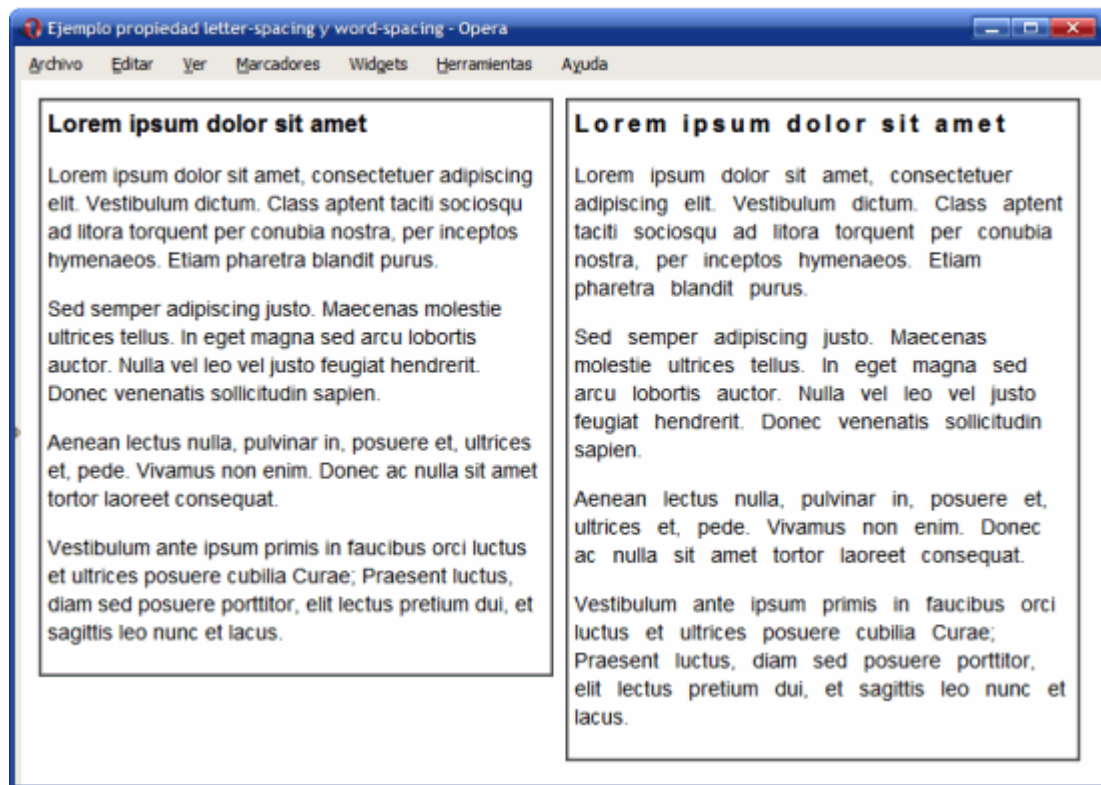 Ejemplo propiedad letter-spacing y word-spacing - Opera
Archivo Editar Ver Marcadores Widgets Herramientas Ayuda
Lorem ipsum dolor sit amet
Lorem ipsum dolor sit amet, consectetuer adipiscing
elit. Vestibulum dictum. Class aptent taciti sociosqu
ad litora torquent per conubia nostra, per inceptos
hymenaeos. Etiam pharetra blandit purus.
Sed semper adipiscing justo. Maecenas molestie
ultrices tellus. In eget magna sed arcu lobortis
auctor. Nulla vel leo vel justo feugiat hendrerit.
Donec venenatis sollicitudin sapien.
Aenean lectus nulla, pulvinar in, posuere et, ultrices
et, pede. Vivamus non enim. Donec ac nulla sit amet
tortor laoreet consequat.
Vestibulum ante ipsum primis in faucibus orci luctus
et ultrices posuere cubilia Curae; Praesent luctus,
diam sed posuere porttitor, elit lectus pretium dui, et
sagittis leo nunc et lacus.
Lorem ipsum dolor sit amet
Lorem ipsum dolor sit amet, consectetuer
adipiscing elit. Vestibulum dictum. Class aptent
taciti sociosqu ad litora torquent per conubia
nostra, per inceptos hymenaeos. Etiam
pharetra blandit purus.
Sed semper adipiscing justo. Maecenas
molestie ultrices tellus. In eget magna sed
arcu lobortis auctor. Nulla vel leo vel justo
feugiat hendrerit. Donec venenatis sollicitudin
sapien.
Aenean lectus nulla, pulvinar in, posuere et,
ultrices et, pede. Vivamus non enim. Donec
ac nulla sit amet tortor laoreet consequat.
Vestibulum ante ipsum primis in faucibus orci
luctus et ultrices posuere cubilia Curae;
Praesent luctus, diam sed posuere porttitor,
elit lectus pretium dui, et sagittis leo nunc et
lacus.